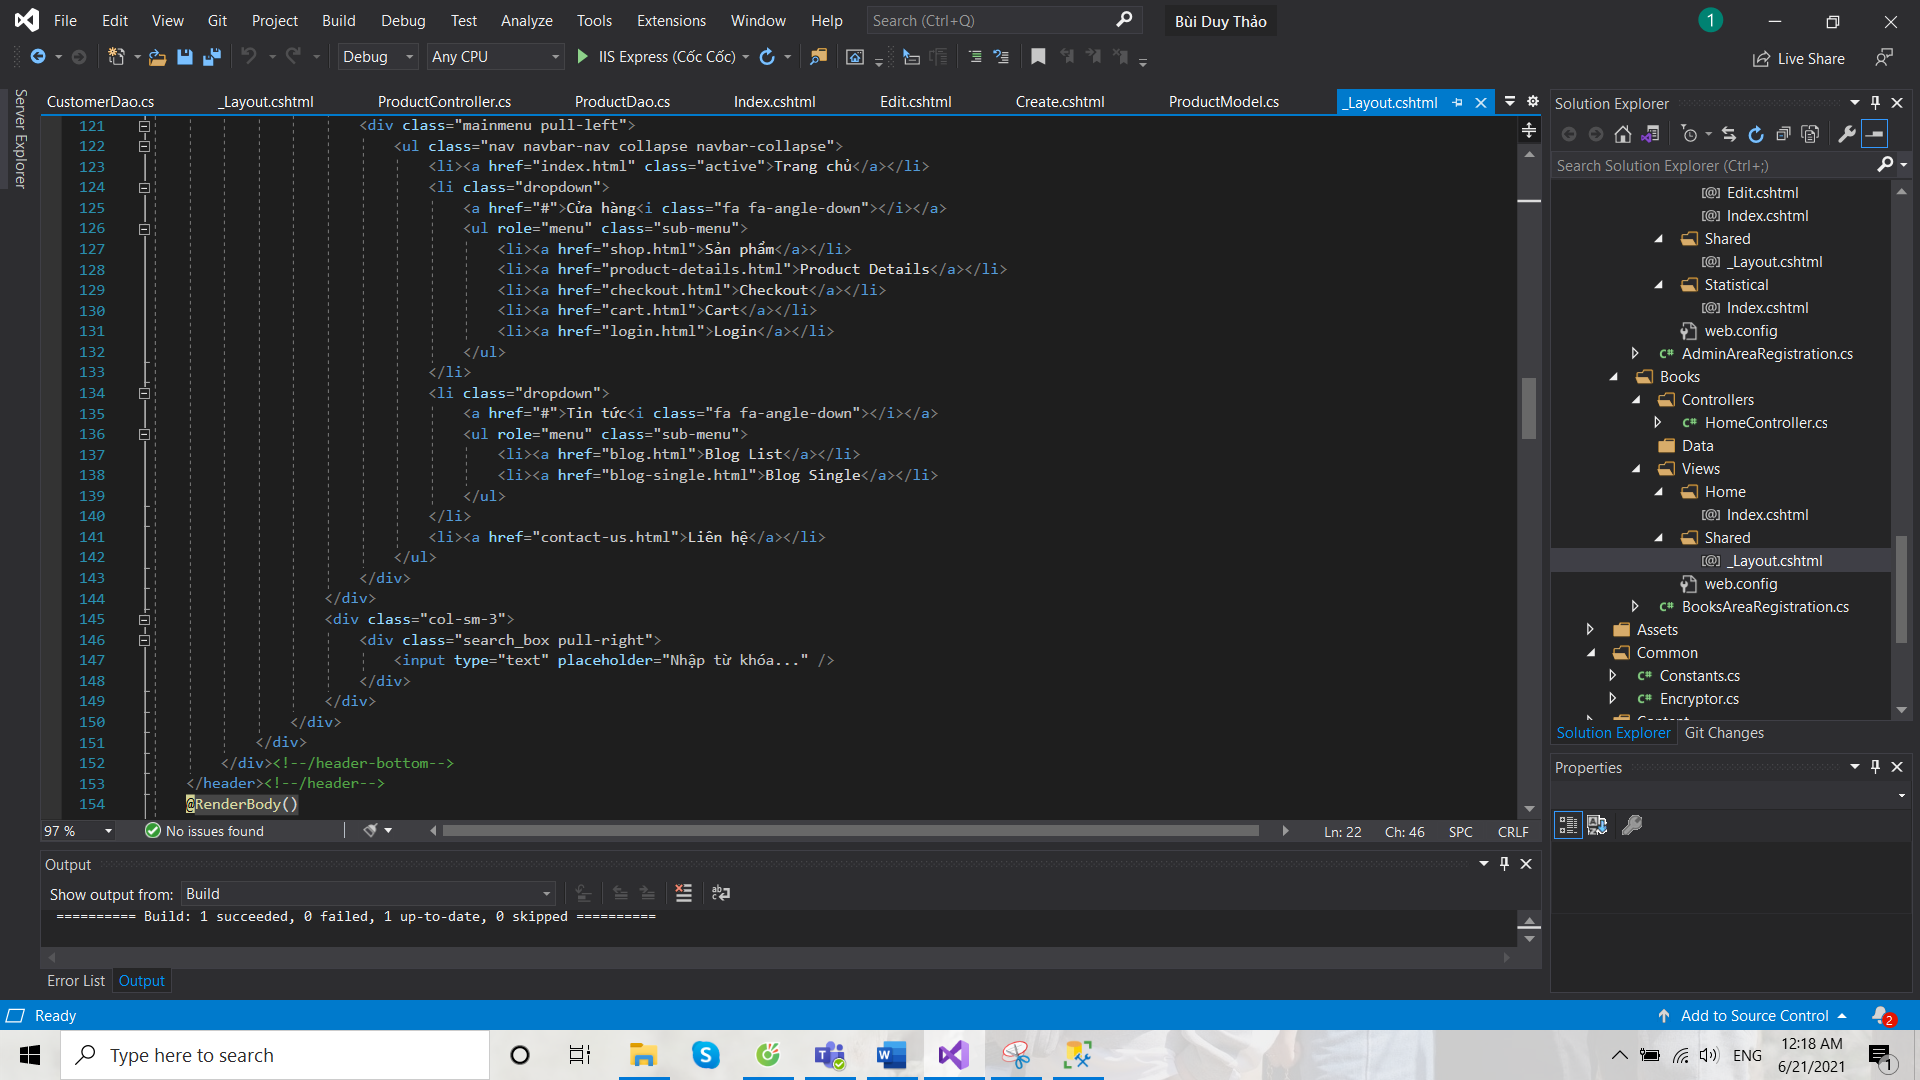 File Edit View Git Project Build Debug Test Analyze Tools Extensions Window Help Search (Ctrl+Q) Bùi Duy Thảo 1
Debug Any CPU IIS Express (Cốc Cốc) Live Share
Server Explorer
CustomerDao.cs _Layout.cshtml ProductController.cs ProductDao.cs Index.cshtml Edit.cshtml Create.cshtml ProductModel.cs _Layout.cshtml
121 <div class="mainmenu pull-left">
122 <ul class="nav navbar-nav collapse navbar-collapse">
123 <li><a href="index.html" class="active">Trang chủ</a></li>
124 <li class="dropdown">
125 <a href="#">Cửa hàng<i class="fa fa-angle-down"></i></a>
126 <ul role="menu" class="sub-menu">
127 <li><a href="shop.html">Sản phẩm</a></li>
128 <li><a href="product-details.html">Product Details</a></li>
129 <li><a href="checkout.html">Checkout</a></li>
130 <li><a href="cart.html">Cart</a></li>
131 <li><a href="login.html">Login</a></li>
132 </ul>
133 </li>
134 <li class="dropdown">
135 <a href="#">Tin tức<i class="fa fa-angle-down"></i></a>
136 <ul role="menu" class="sub-menu">
137 <li><a href="blog.html">Blog List</a></li>
138 <li><a href="blog-single.html">Blog Single</a></li>
139 </ul>
140 </li>
141 <li><a href="contact-us.html">Liên hệ</a></li>
142 </ul>
143 </div>
144 </div>
145 <div class="col-sm-3">
146 <div class="search_box pull-right">
147 <input type="text" placeholder="Nhập từ khóa..." />
148 </div>
149 </div>
150 </div>
151 </div>
152 </div><!--/header-bottom-->
153 </header><!--/header-->
154 @RenderBody()
97 % No issues found Ln: 22 Ch: 46 SPC CRLF
Output
Show output from: Build
========== Build: 1 succeeded, 0 failed, 1 up-to-date, 0 skipped ==========
Error List Output
Solution Explorer
Search Solution Explorer (Ctrl+;)
Edit.cshtml
Index.cshtml
Shared
_Layout.cshtml
Statistical
Index.cshtml
web.config
C# AdminAreaRegistration.cs
Books
Controllers
C# HomeController.cs
Data
Views
Home
Index.cshtml
Shared
_Layout.cshtml
web.config
C# BooksAreaRegistration.cs
Assets
Common
C# Constants.cs
C# Encryptor.cs
Solution Explorer Git Changes
Properties
Ready Add to Source Control 2
Type here to search ENG 12:18 AM
6/21/2021 1